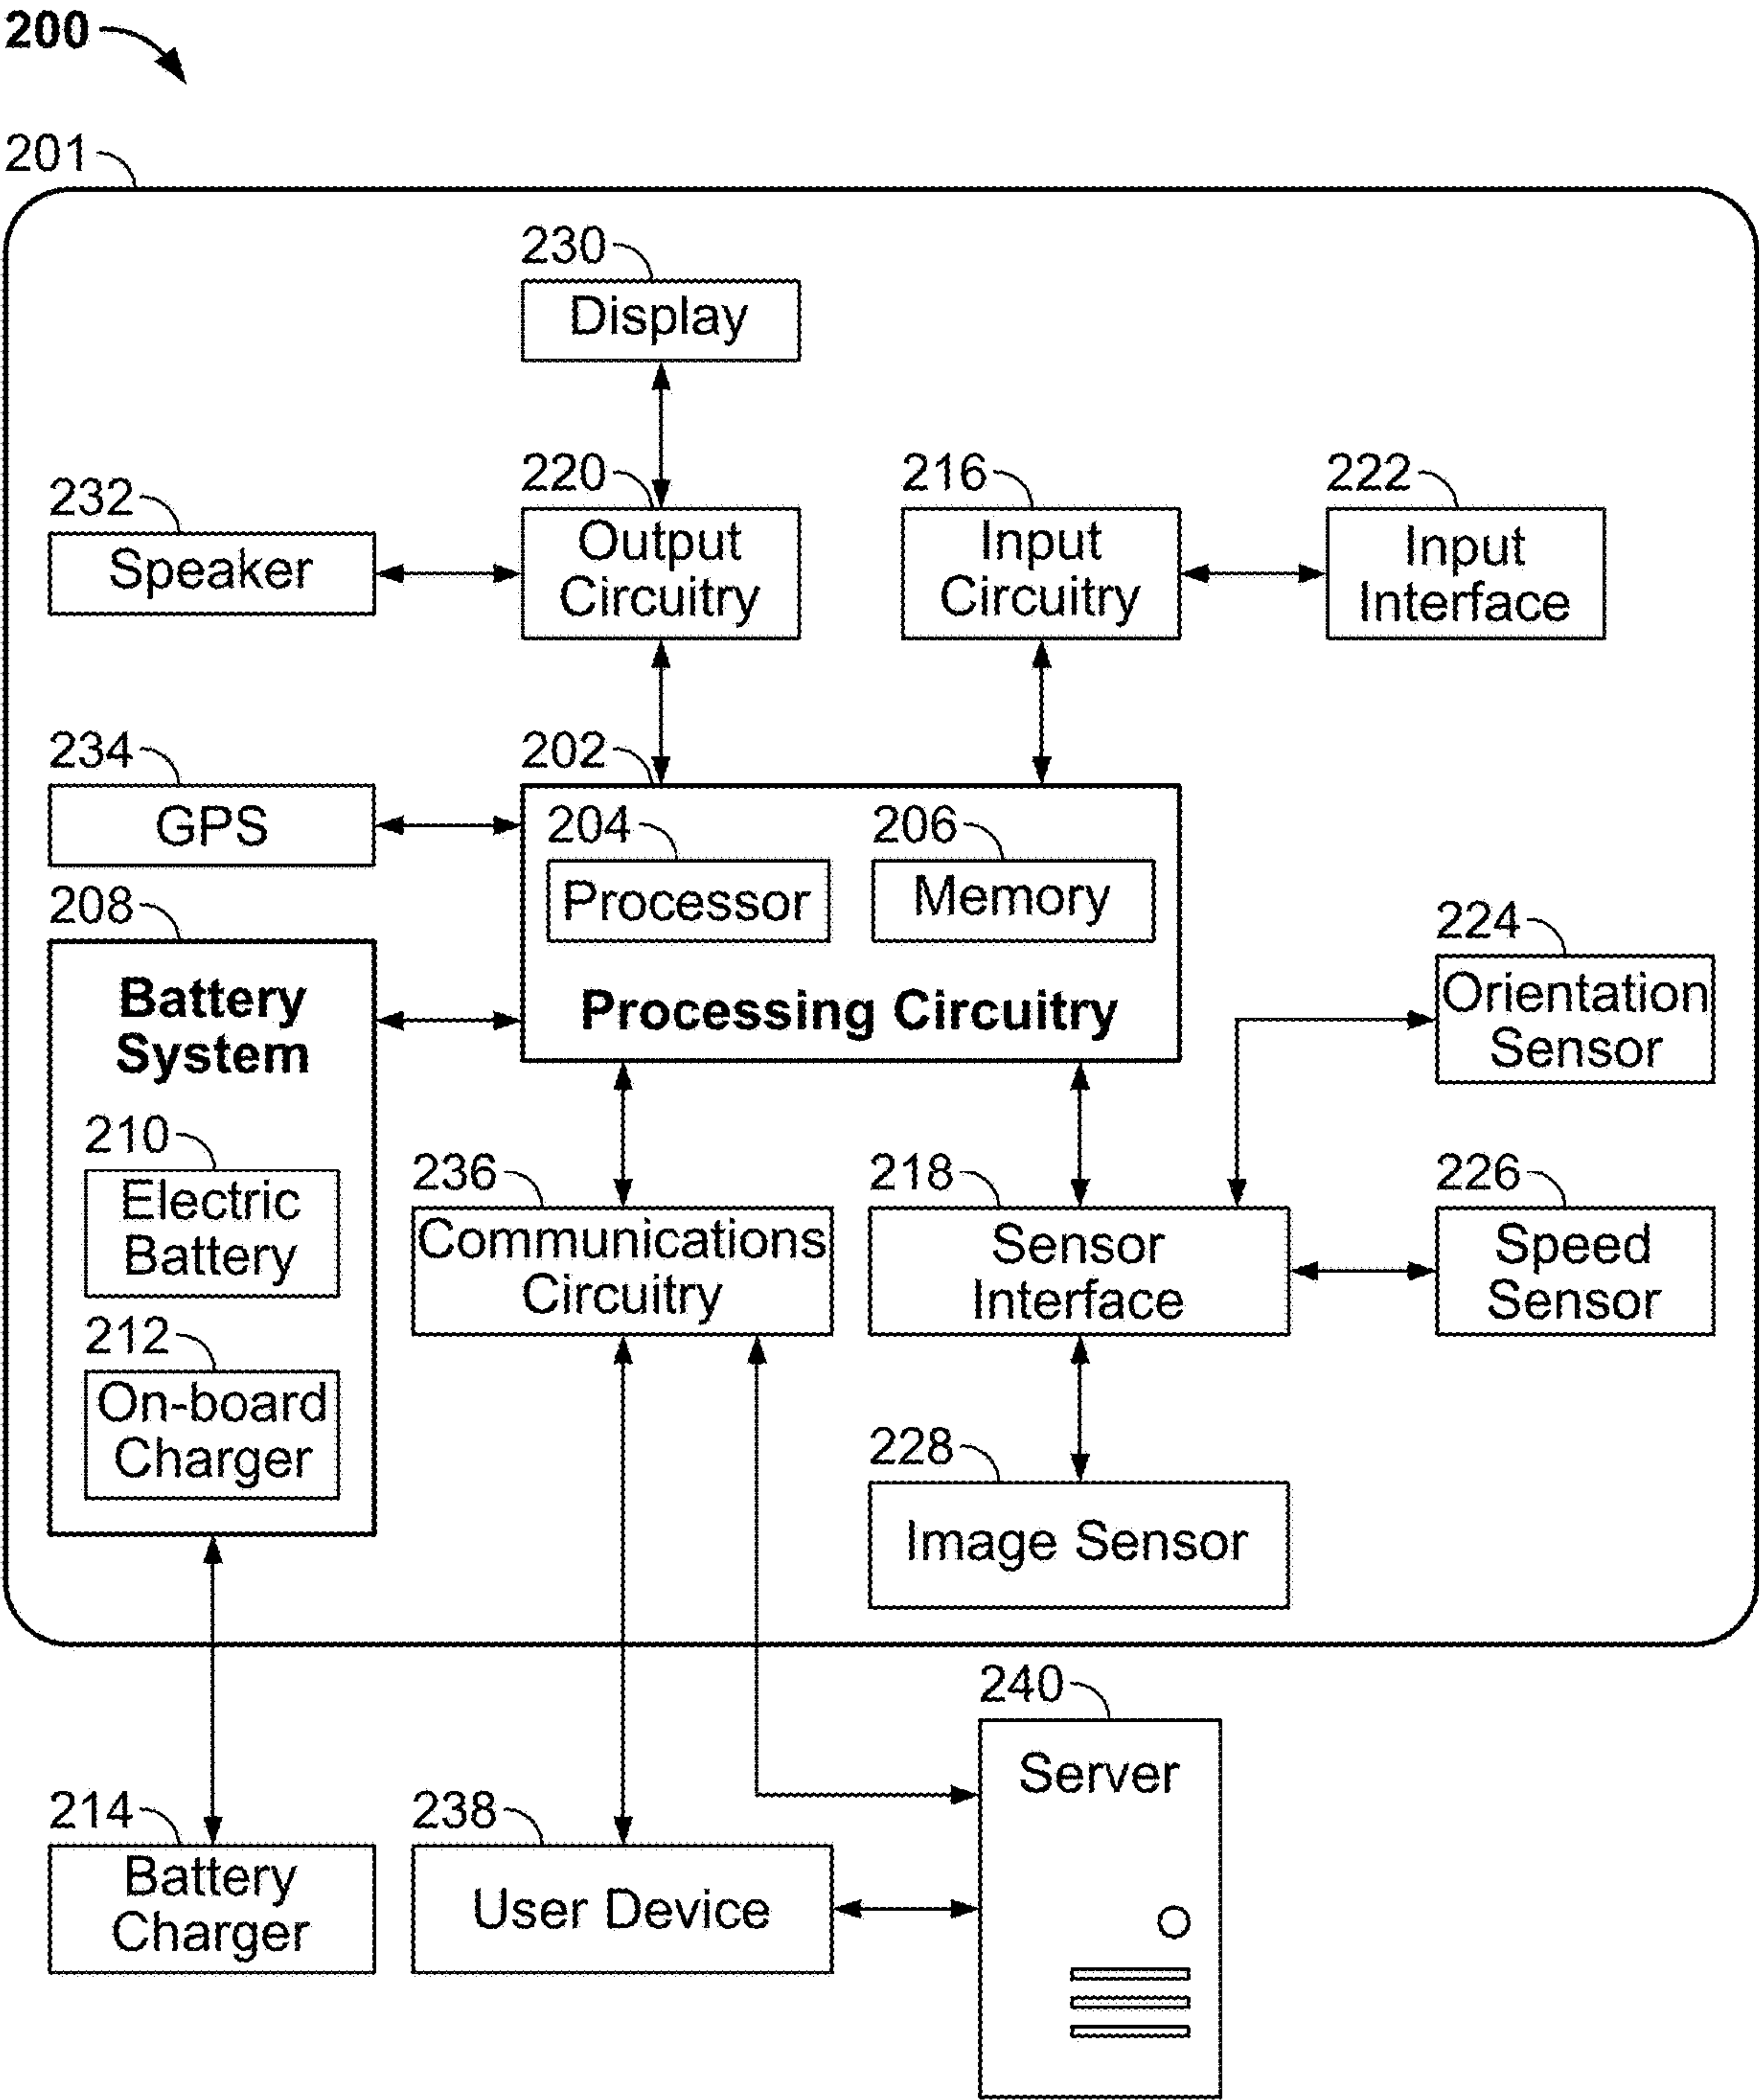 200
201
230
Display
220
216
222
232
Speaker
Output
Circuitry
Input
Circuitry
Input
Interface
234
GPS
202
204
Processor
206
Memory
Processing Circuitry
208
Battery
System
210
Electric
Battery
212
On-board
Charger
224
Orientation
Sensor
236
Communications
Circuitry
218
Sensor
Interface
226
Speed
Sensor
228
Image Sensor
240
Server
214
Battery
Charger
238
User Device